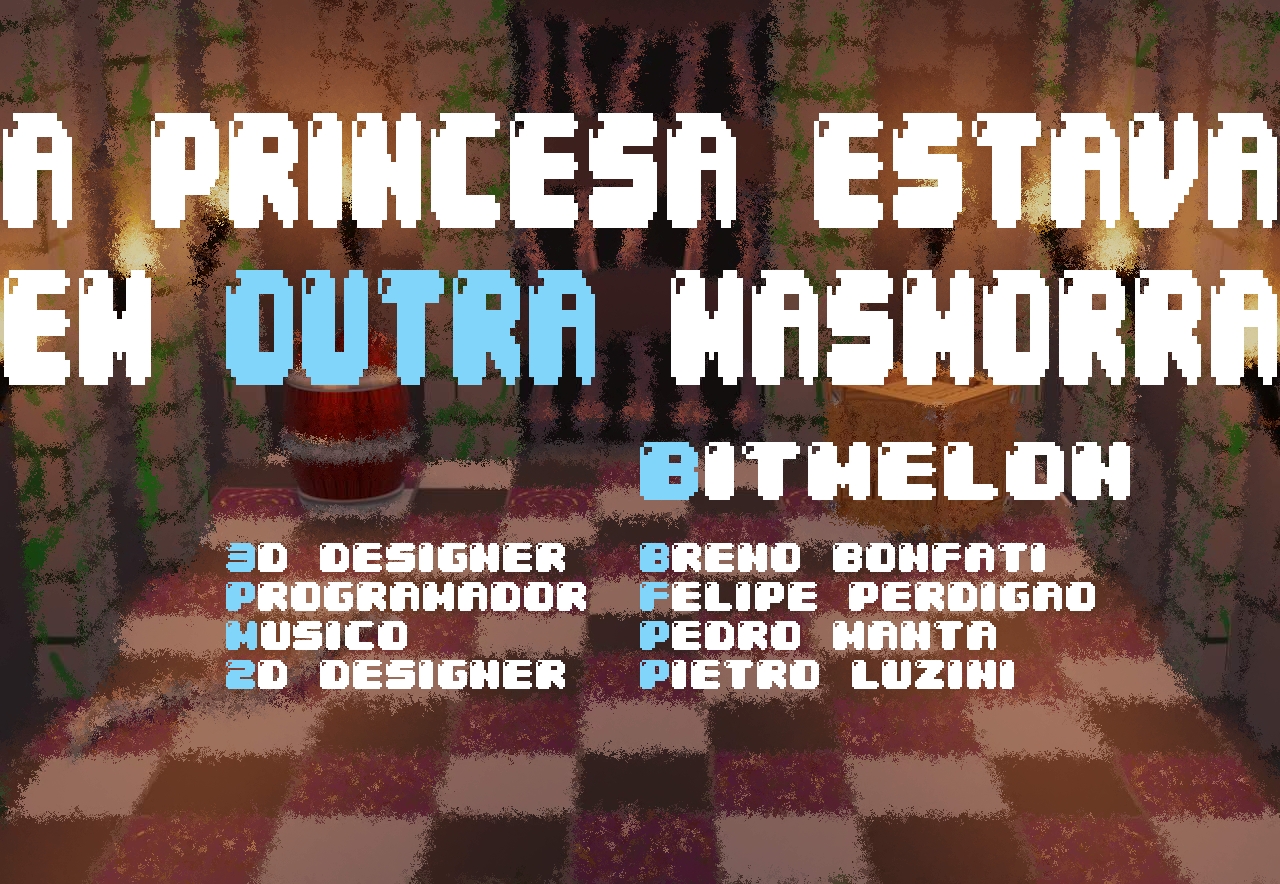 A PRINCESA ESTAVA
EM OUTRA MASMORRA
BITMELON
3D DESIGNER BRENO BONFATI
PROGRAMADOR FELIPE PERDIGAO
MUSICO PEDRO MANTA
2D DESIGNER PIETRO LUZINI